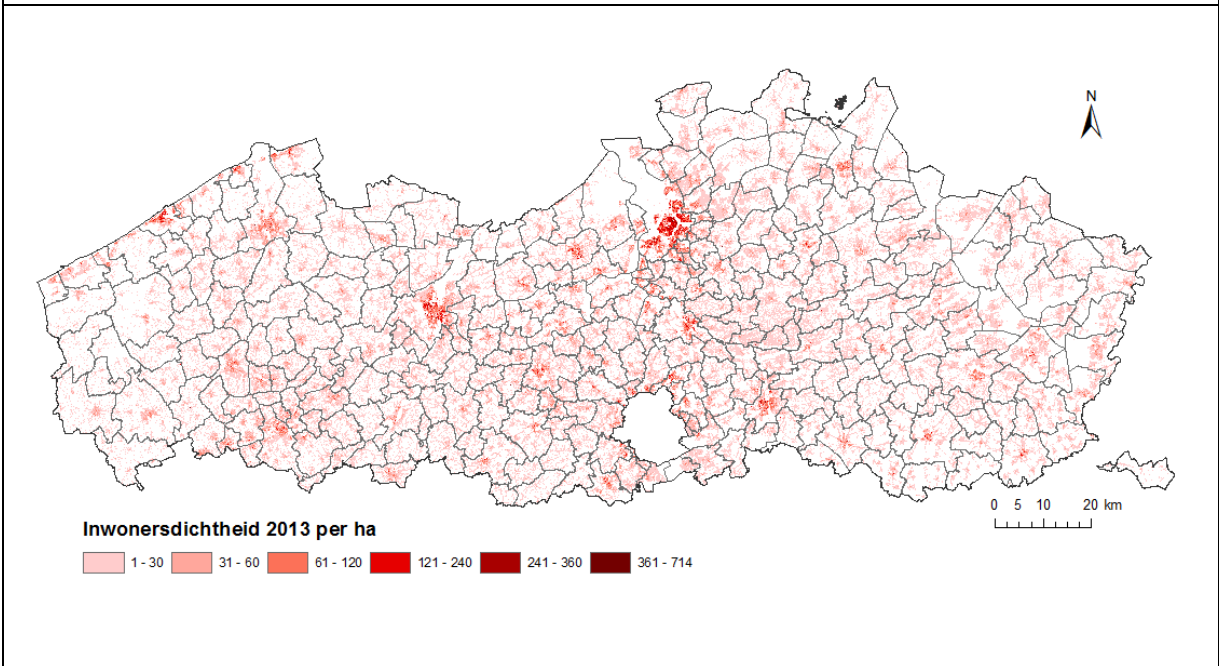 N
0 5 10 20 km
Inwonersdichtheid 2013 per ha
1 - 30 31 - 60 61 - 120 121 - 240 241 - 360 361 - 714